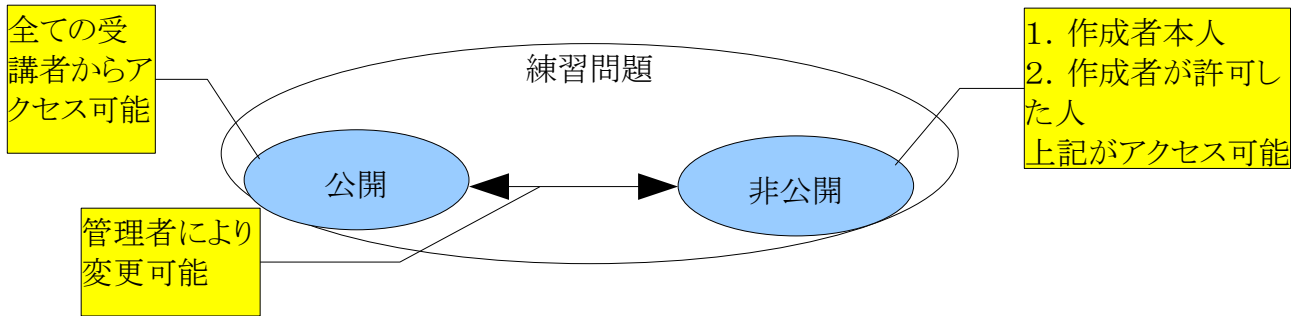 全ての受
講者からア
クセス可能
練習問題
1. 作成者本人
2. 作成者が許可し
た人
上記がアクセス可能
公開
非公開
管理者により
変更可能